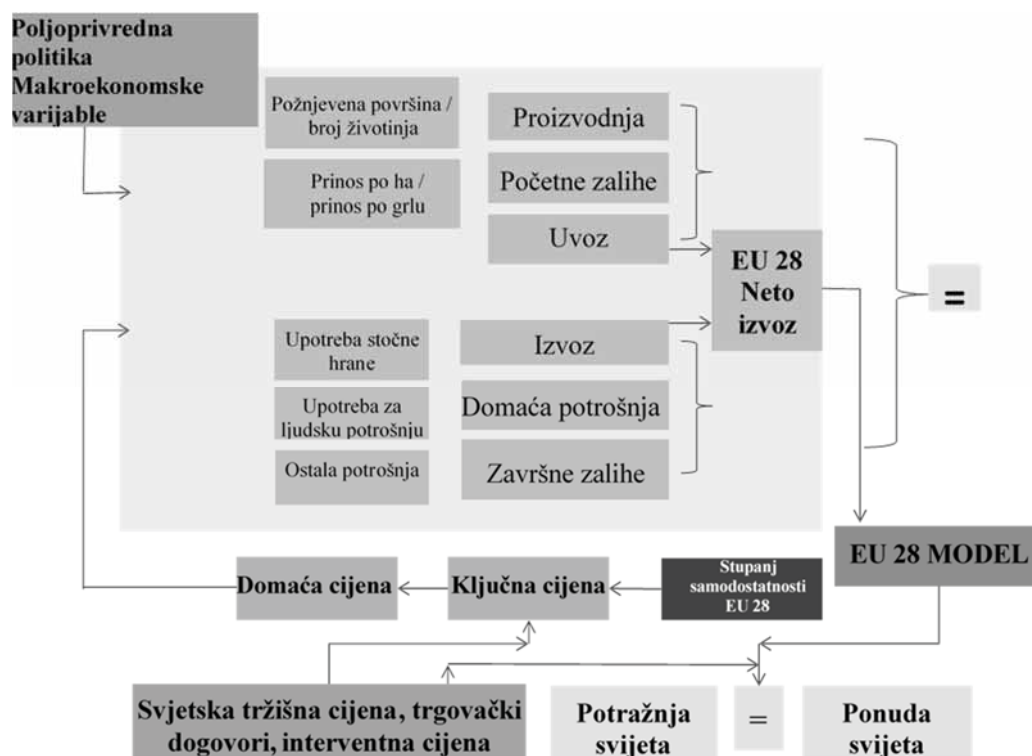 Poljoprivredna
politika
Makroekonomske
varijable
Požnjevena površina /
broj životinja
Proizvodnja
Početne zalihe
Prinos po ha /
prinos po grlu
Uvoz
EU 28
Neto
izvoz
=
Upotreba stočne
hrane
Izvoz
Upotreba za
ljudsku potrošnju
Domaća potrošnja
Ostala potrošnja
Završne zalihe
EU 28 MODEL
Domaća cijena
Ključna cijena
Stupanj
samodostatnosti
EU 28
Svjetska tržišna cijena, trgovački
dogovori, interventna cijena
Potražnja
svijeta
=
Ponuda
svijeta